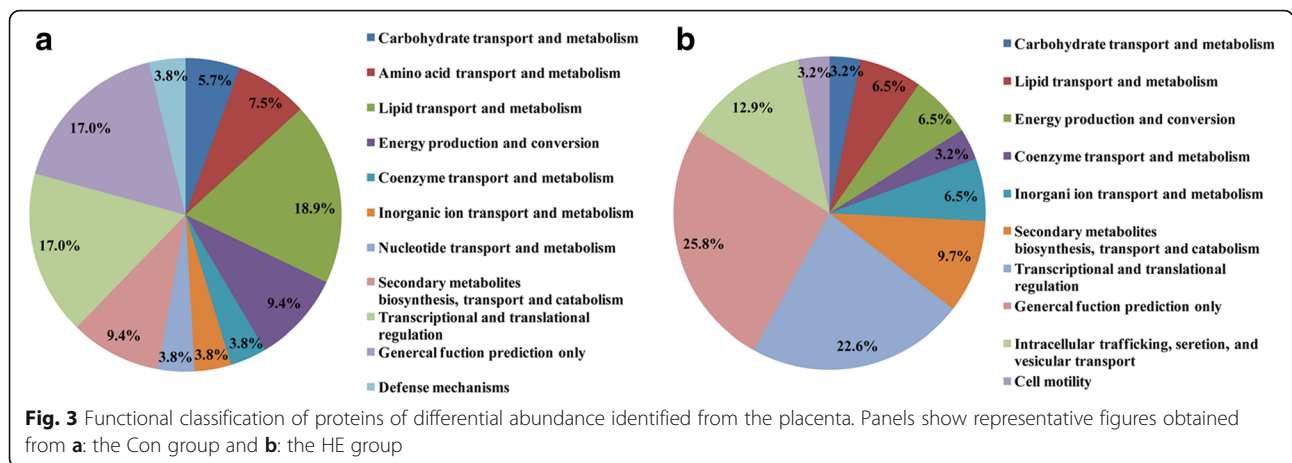 a
3.8%
5.7%
7.5%
18.9%
9.4%
3.8%
3.8%
3.8%
9.4%
17.0%
17.0%
Carbohydrate transport and metabolism
Amino acid transport and metabolism
Lipid transport and metabolism
Energy production and conversion
Coenzyme transport and metabolism
Inorganic ion transport and metabolism
Nucleotide transport and metabolism
Secondary metabolites
biosynthesis, transport and catabolism
Transcriptional and translational
regulation
Genercal fuction prediction only
Defense mechanisms
b
3.2%
3.2%
6.5%
6.5%
3.2%
6.5%
9.7%
22.6%
25.8%
12.9%
Carbohydrate transport and metabolism
Lipid transport and metabolism
Energy production and conversion
Coenzyme transport and metabolism
Inorgani ion transport and metabolism
Secondary metabolites
biosynthesis, transport and catabolism
Transcriptional and translational
regulation
Genercal fuction prediction only
Intracellular trafficking, seretion, and
vesicular transport
Cell motility
Fig. 3 Functional classification of proteins of differential abundance identified from the placenta. Panels show representative figures obtained
from a: the Con group and b: the HE group